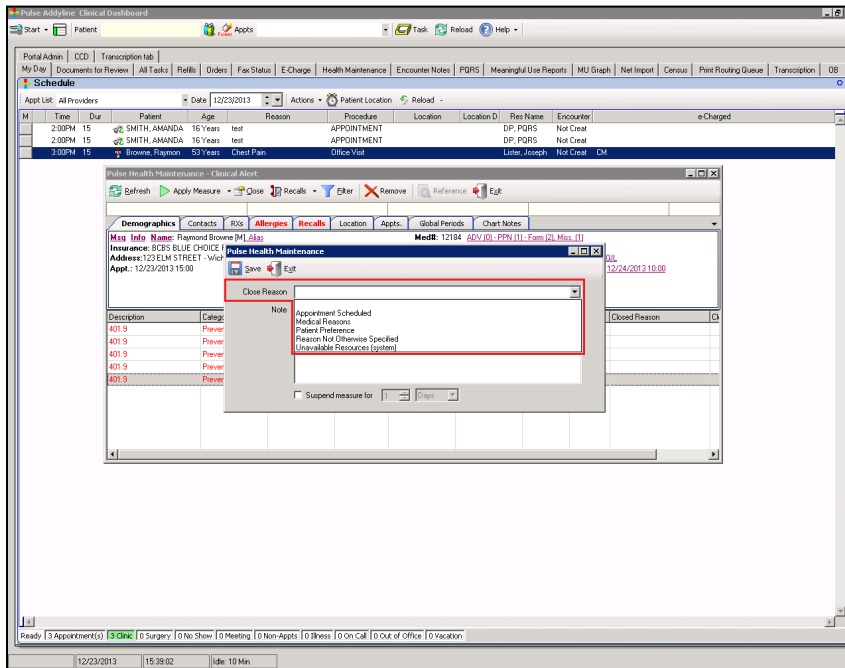 Pulse Addyline Clinical Dashboard
Start Patient Appts Task Reload Help
Portal Admin CCD Transcription tab
My Day Documents for Review All Tasks Refills Orders Fax Status E-Charge Health Maintenance Encounter Notes PQRS Meaningful Use Reports MU Graph Net Import Census Print Routing Queue Transcription OB
Schedule
Appt List All Providers Date 12/23/2013 Actions Patient Location Reload
M Time Dur Patient Age Reason Procedure Location Location D Res Name Encounter e-Charged
2:00PM 15 SMITH, AMANDA 16 Years test APPOINTMENT DP, PQRS Not Creat
2:00PM 15 SMITH, AMANDA 16 Years test APPOINTMENT DP, PQRS Not Creat
3:00PM 15 Browne, Raymon 53 Years Chest Pain Office Visit Lister, Joseph Not Creat CM
Pulse Health Maintenance - Clinical Alert
Refresh Apply Measure Close Recalls Filter Remove Reference Exit
Demographics Contacts RXs Allergies Recalls Location Appts. Global Periods Chart Notes
Msg Info Name: Raymond Browne [M] Alias Med#: 12184 ADV (0) - PPN (1) - Form (2), Misc. (1)
Insurance: BCBS BLUE CHOICE
Address:123 ELM STREET - Wich
Appt.: 12/23/2013 15:00 12/24/2013 10:00
Pulse Health Maintenance
Save Exit
Close Reason
Note
Appointment Scheduled
Medical Reasons
Patient Preference
Reason Not Otherwise Specified
Unavailable Resources (system)
Suspend measure for 1 Days
Description Catego Closed Reason Cl
401.9 Prever
401.9 Prever
401.9 Prever
401.9 Prever
401.9 Prever
Ready 3 Appointment(s) 3 Clinic 0 Surgery 0 No Show 0 Meeting 0 Non-Appts 0 Illness 0 On Call 0 Out of Office 0 Vacation
12/23/2013 15:39:02 Idle: 10 Min